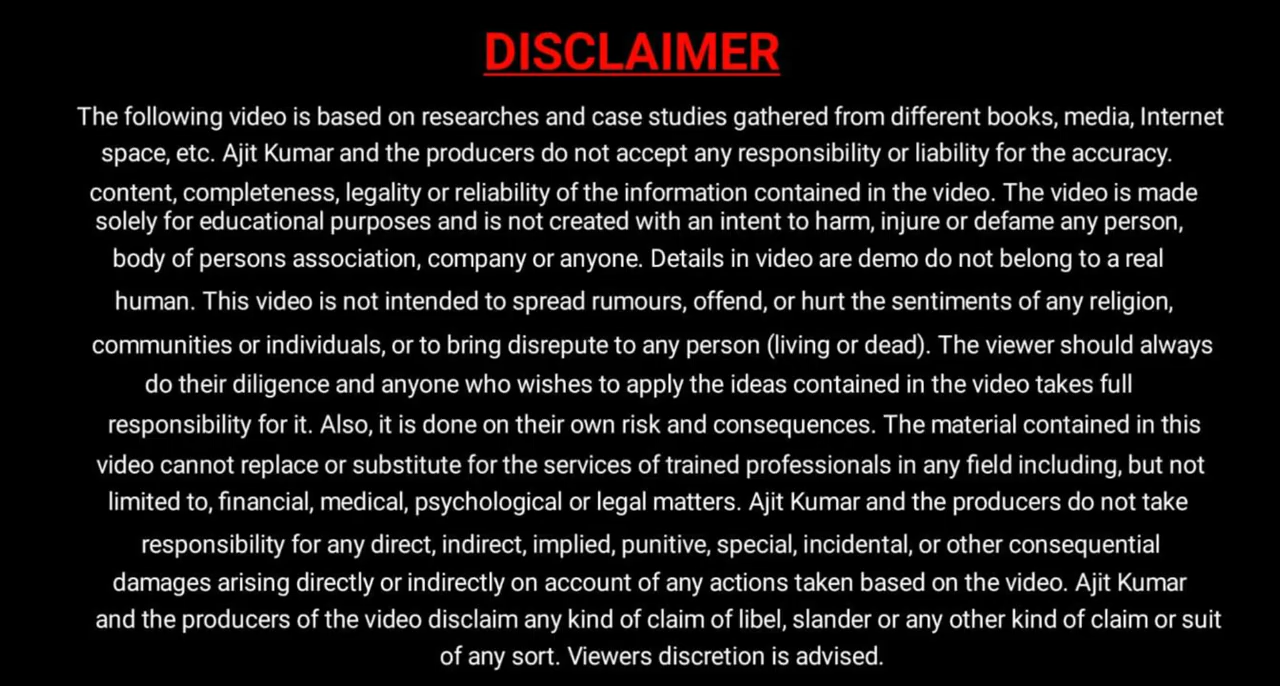 DISCLAIMER
The following video is based on researches and case studies gathered from different books, media, Internet
space, etc. Ajit Kumar and the producers do not accept any responsibility or liability for the accuracy.
content, completeness, legality or reliability of the information contained in the video. The video is made
solely for educational purposes and is not created with an intent to harm, injure or defame any person,
body of persons association, company or anyone. Details in video are demo do not belong to a real
human. This video is not intended to spread rumours, offend, or hurt the sentiments of any religion,
communities or individuals, or to bring disrepute to any person (living or dead). The viewer should always
do their diligence and anyone who wishes to apply the ideas contained in the video takes full
responsibility for it. Also, it is done on their own risk and consequences. The material contained in this
video cannot replace or substitute for the services of trained professionals in any field including, but not
limited to, financial, medical, psychological or legal matters. Ajit Kumar and the producers do not take
responsibility for any direct, indirect, implied, punitive, special, incidental, or other consequential
damages arising directly or indirectly on account of any actions taken based on the video. Ajit Kumar
and the producers of the video disclaim any kind of claim of libel, slander or any other kind of claim or suit
of any sort. Viewers discretion is advised.